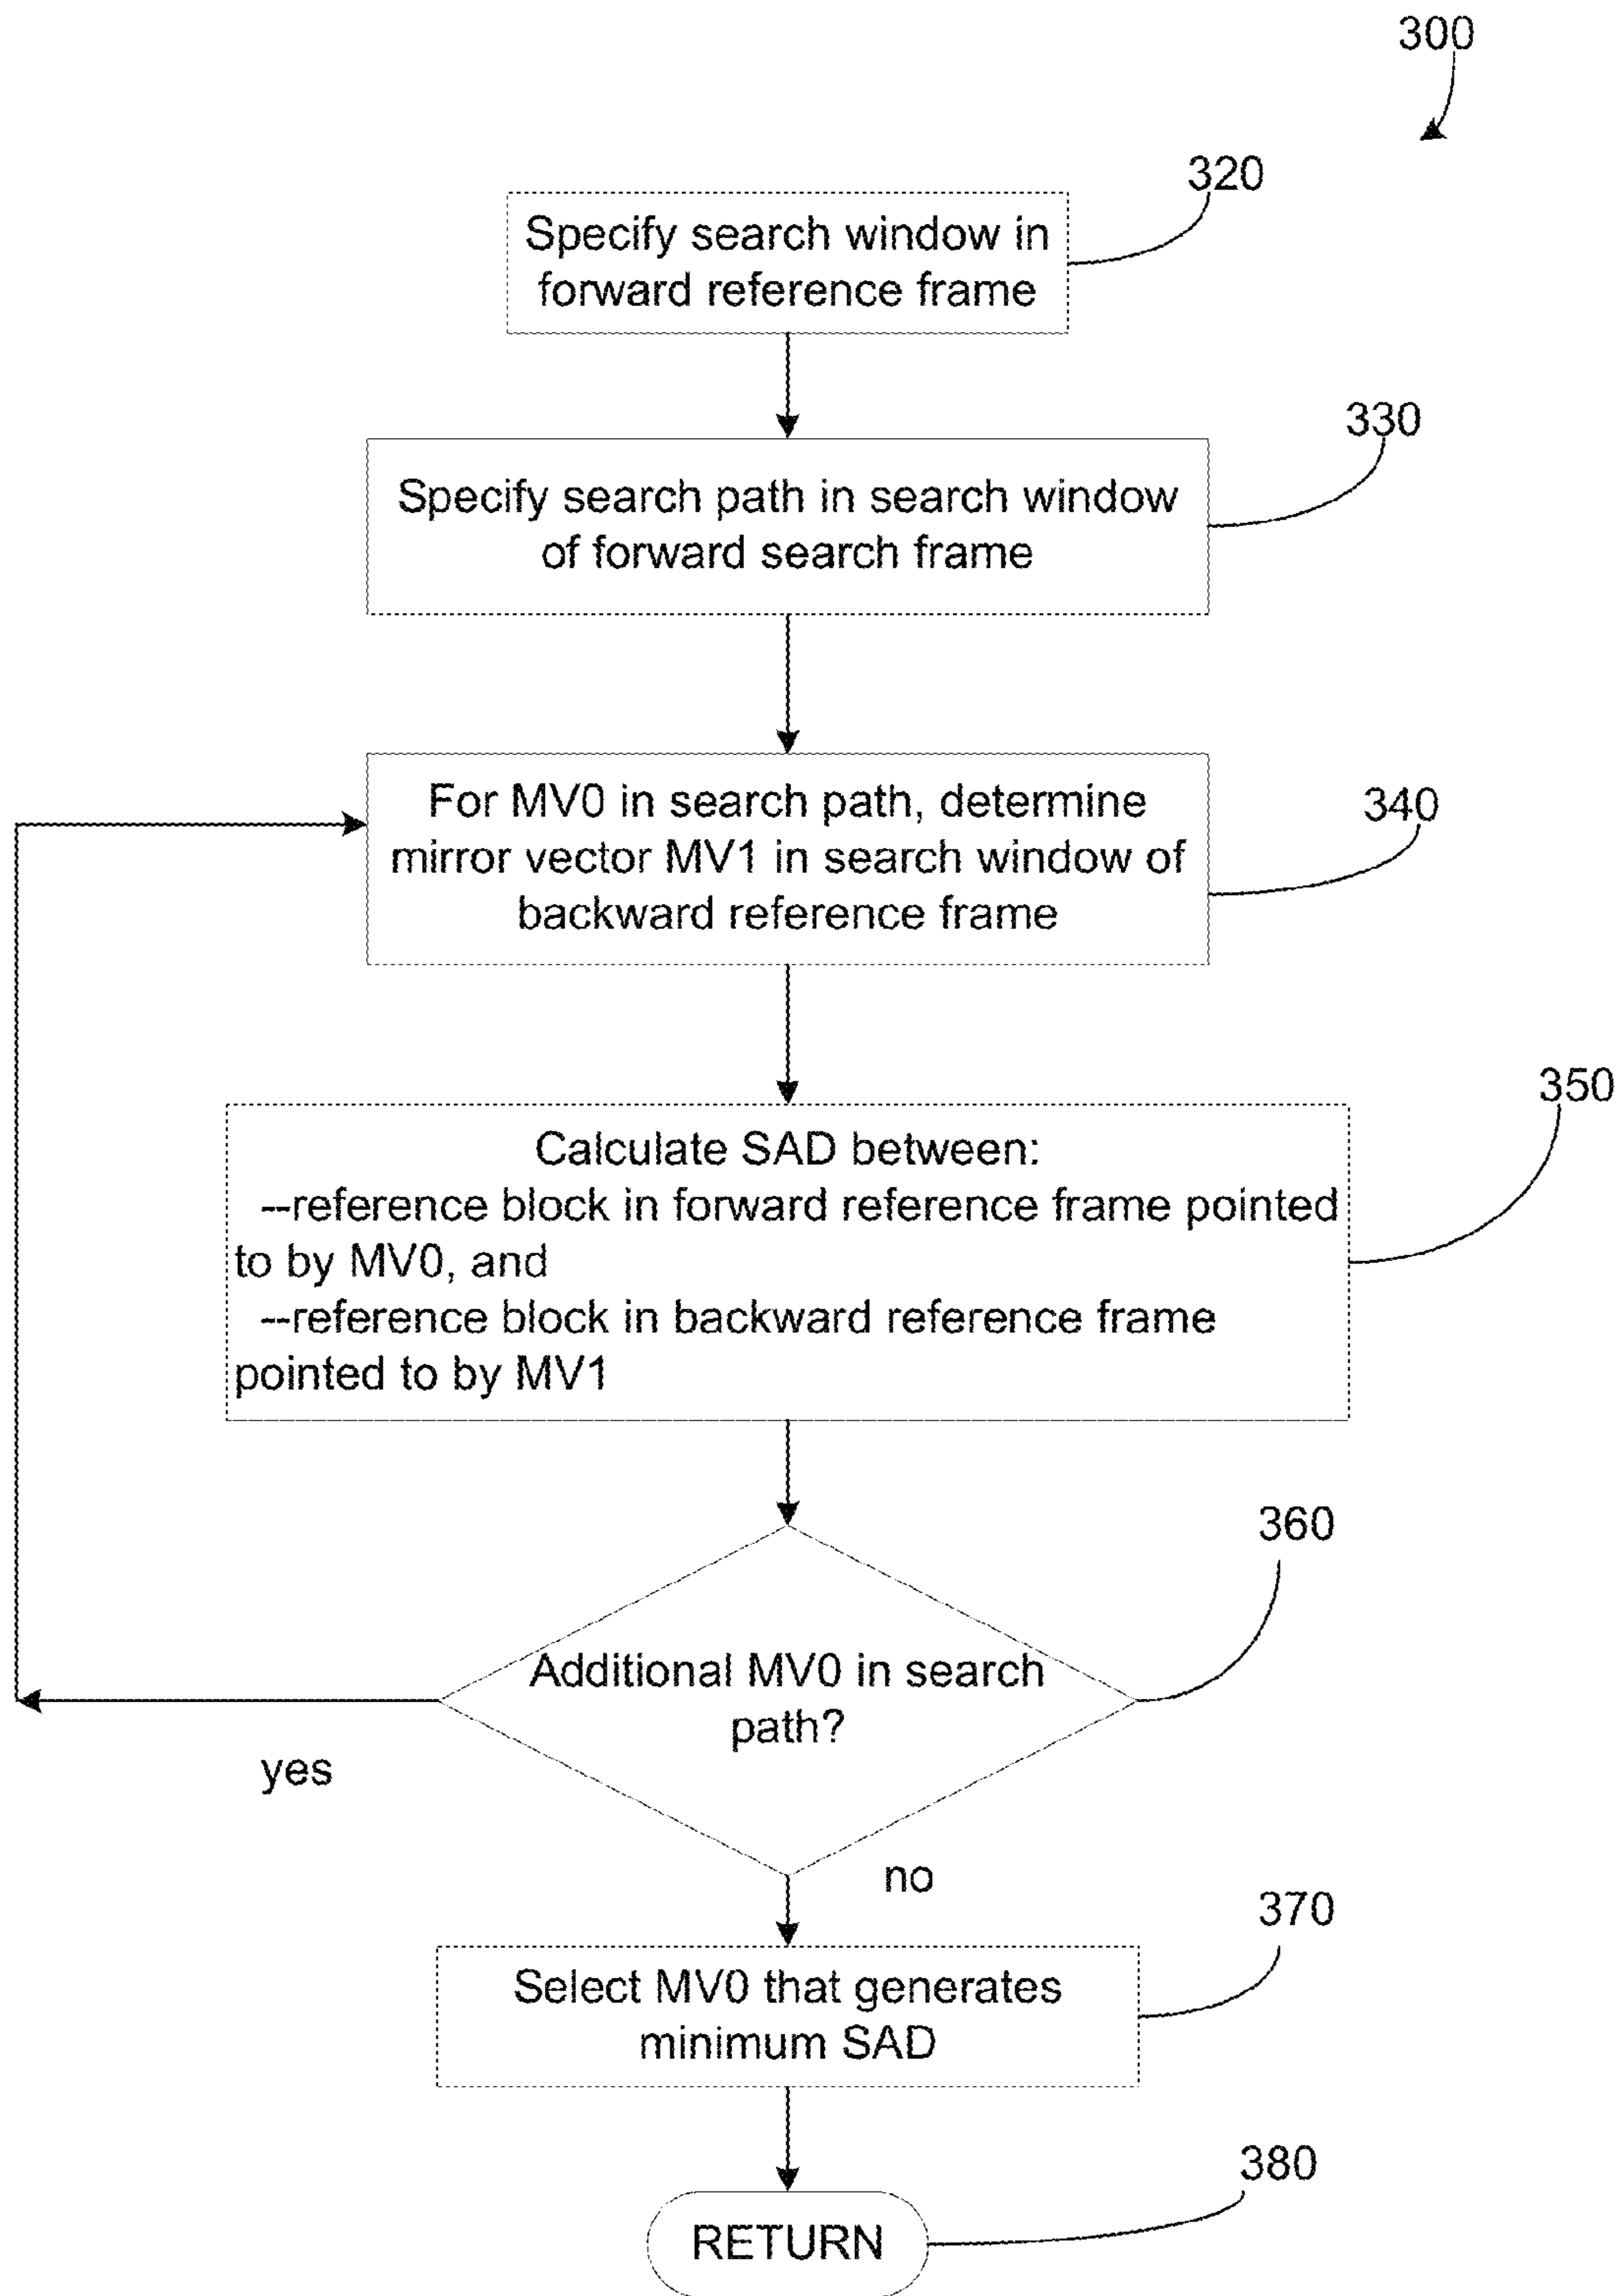 300
320
Specify search window in
forward reference frame
330
Specify search path in search window
of forward search frame
340
For MV0 in search path, determine
mirror vector MV1 in search window of
backward reference frame
350
Calculate SAD between:
--reference block in forward reference frame pointed
to by MV0, and
--reference block in backward reference frame
pointed to by MV1
360
Additional MV0 in search
path?
yes
no
370
Select MV0 that generates
minimum SAD
380
RETURN